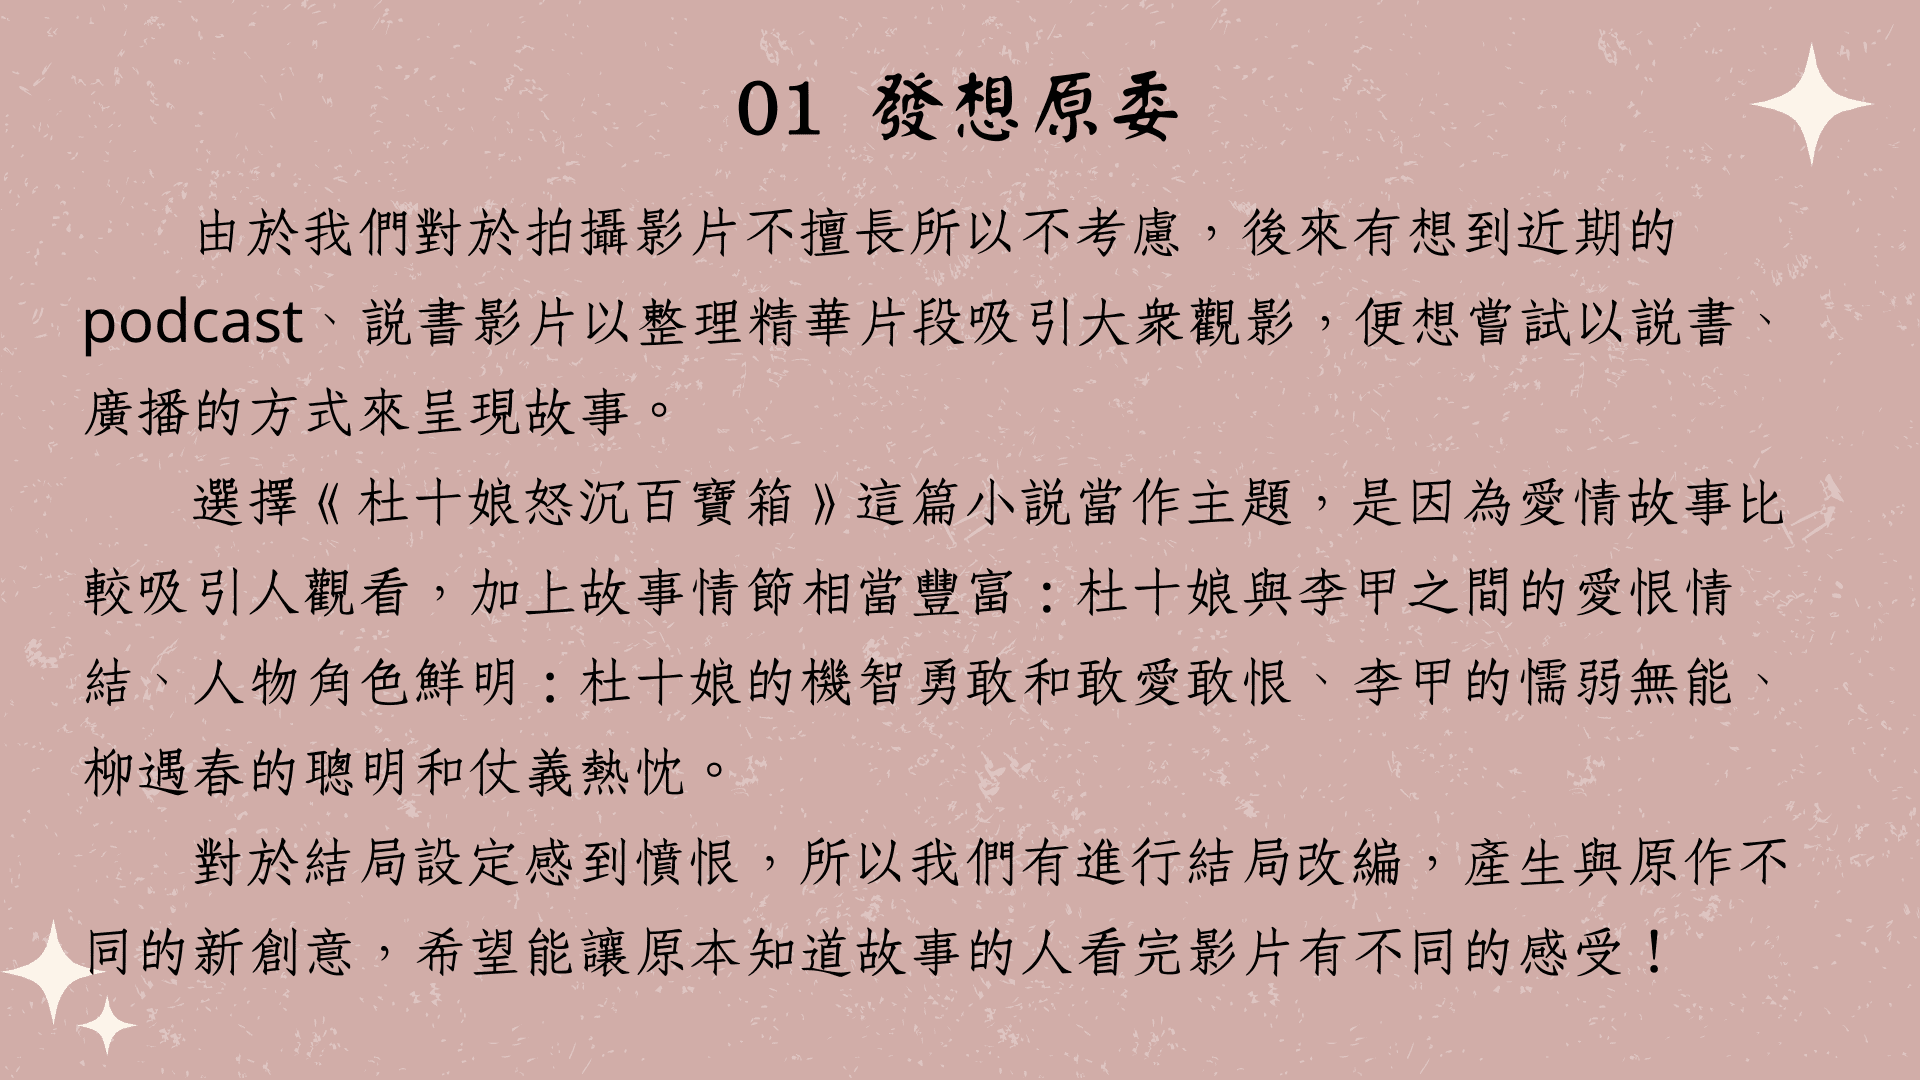 01 發想原委
由於我們對於拍攝影片不擅長所以不考慮，後來有想到近期的
podcast、說書影片以整理精華片段吸引大眾觀影，便想嘗試以說書、
廣播的方式來呈現故事。
選擇《杜十娘怒沉百寶箱》這篇小說當作主題，是因為愛情故事比
較吸引人觀看，加上故事情節相當豐富：杜十娘與李甲之間的愛恨情
結、人物角色鮮明：杜十娘的機智勇敢和敢愛敢恨、李甲的懦弱無能、
柳遇春的聰明和仗義熱忱。
對於結局設定感到憤恨，所以我們有進行結局改編，產生與原作不
同的新創意，希望能讓原本知道故事的人看完影片有不同的感受！